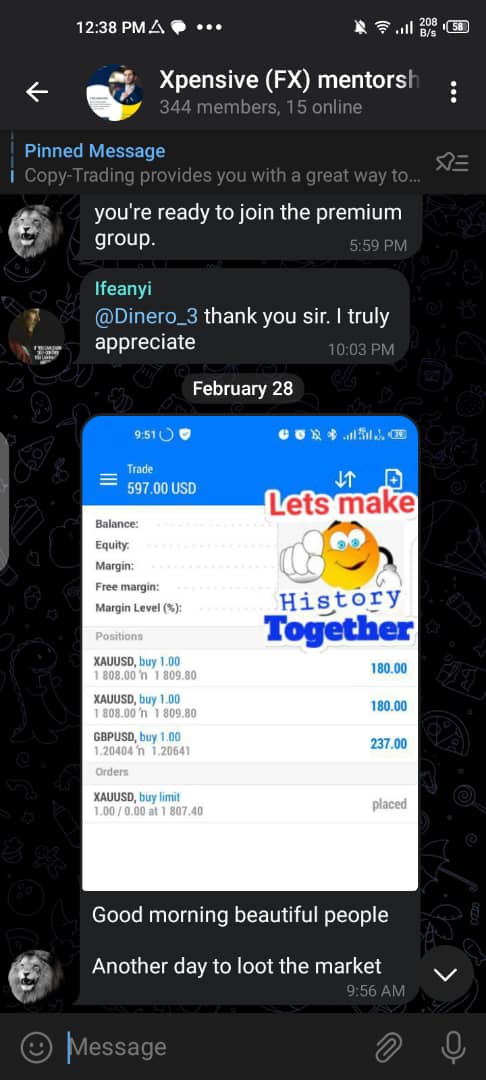 12:38 PM
208
B/s
58
Xpensive (FX) mentorsh
344 members, 15 online
Pinned Message
Copy-Trading provides you with a great way to...
you're ready to join the premium
group.
5:59 PM
Ifeanyi
@Dinero_3 thank you sir. I truly
appreciate
10:03 PM
February 28
9:51
39
Trade
597.00 USD
Lets make
History
Together
Balance:
Equity:
Margin:
Free margin:
Margin Level (%):
Positions
XAUUSD, buy 1.00
180.00
1 808.00 1 809.80
XAUUSD, buy 1.00
180.00
1 808.00 1 809.80
GBPUSD, buy 1.00
237.00
1.20404 1.20641
Orders
XAUUSD, buy limit
placed
1.00 / 0.00 at 1 807.40
Good morning beautiful people
Another day to loot the market
9:56 AM
Message